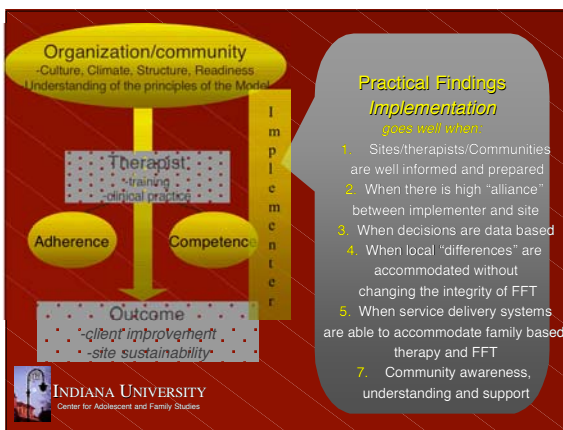 Organization/community
-Culture, Climate, Structure, Readiness
Understanding of the principles of the Model
Therapist
-training
-clinical practice
Adherence
Competence
Outcome
-client improvement
-site sustainability
Implementer
Practical Findings
Implementation
goes well when,
1. Sites/therapists/Communities
are well informed and prepared
2. When there is high “alliance”
between implementer and site
3. When decisions are data based
4. When local “differences” are
accommodated without
changing the integrity of FFT
5. When service delivery systems
are able to accommodate family based
therapy and FFT
7. Community awareness,
understanding and support
INDIANA UNIVERSITY
Center for Adolescent and Family Studies